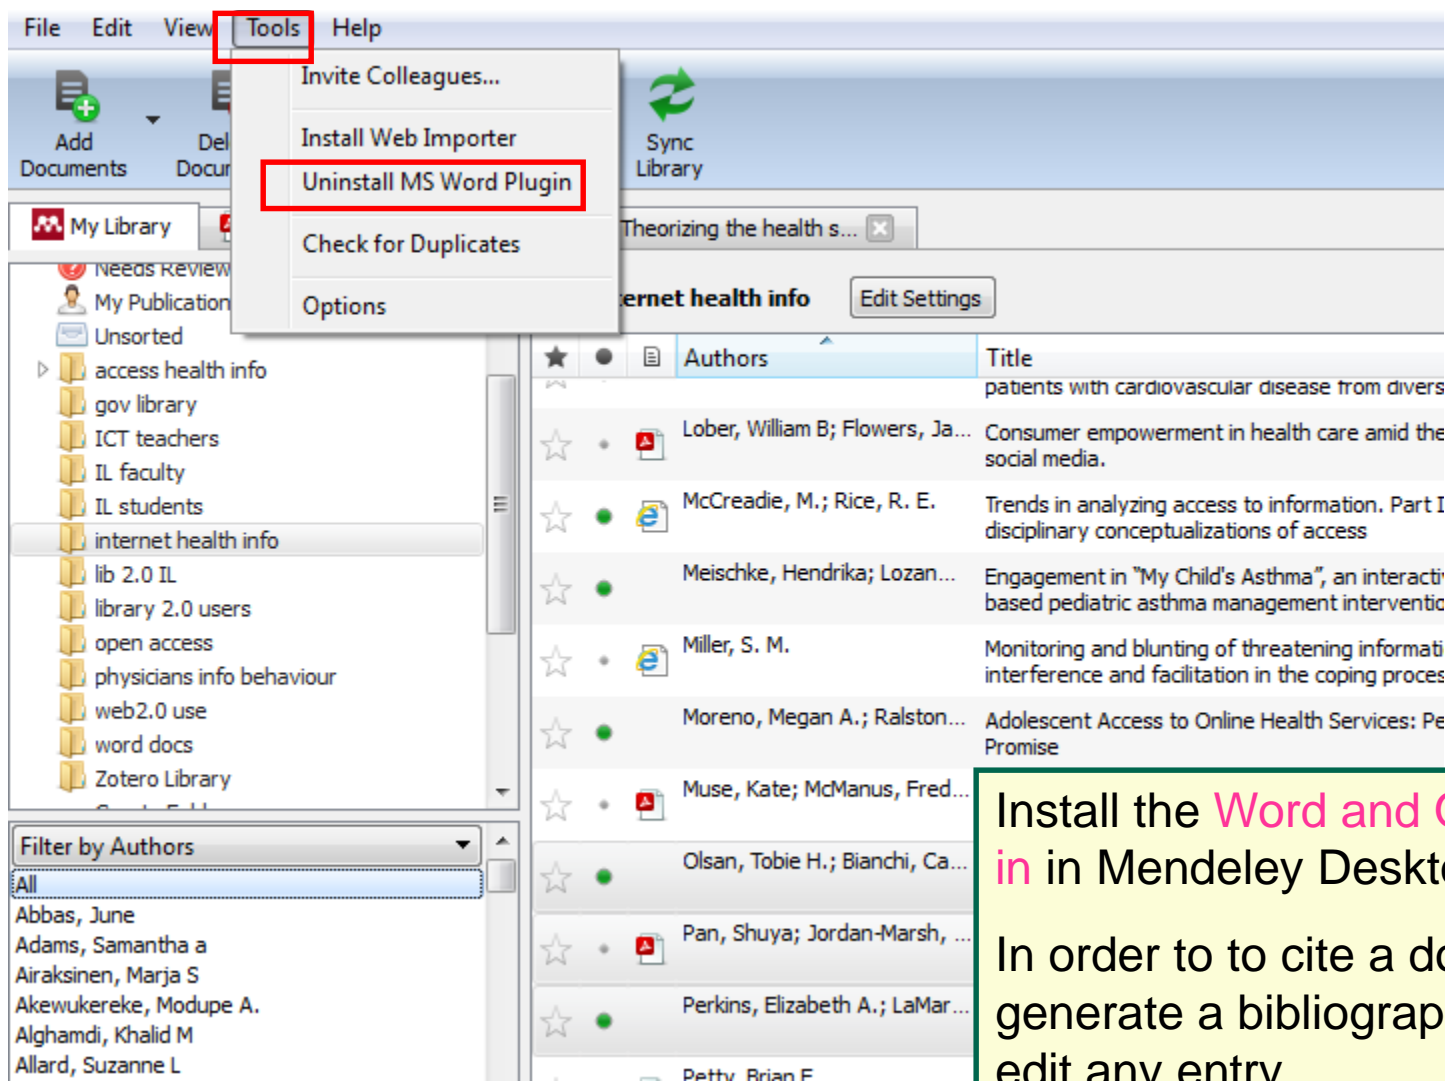 File Edit View Tools Help
Invite Colleagues...
Install Web Importer
Uninstall MS Word Plugin
Check for Duplicates
Options
Add
Documents
Sync
Library
My Library
Theorizing the health s...
Needs Review
My Publication
Unsorted
access health info
gov library
ICT teachers
IL faculty
IL students
internet health info
lib 2.0 IL
library 2.0 users
open access
physicians info behaviour
web2.0 use
word docs
Zotero Library
health info Edit Settings
Authors Title
patients with cardiovascular disease from divers
Lober, William B; Flowers, Ja... Consumer empowerment in health care amid the
social media.
McCreadie, M.; Rice, R. E. Trends in analyzing access to information. Part I
disciplinary conceptualizations of access
Meischke, Hendrika; Lozan... Engagement in "My Child's Asthma", an interacti
based pediatric asthma management interventio
Miller, S. M. Monitoring and blunting of threatening informati
interference and facilitation in the coping proces
Moreno, Megan A.; Ralston... Adolescent Access to Online Health Services: Pe
Promise
Muse, Kate; McManus, Fred...
Olsan, Tobie H.; Bianchi, Ca...
Pan, Shuya; Jordan-Marsh, ...
Perkins, Elizabeth A.; LaMar...
Petty, Brian F
Filter by Authors
All
Abbas, June
Adams, Samantha a
Airaksinen, Marja S
Akewukereke, Modupe A.
Alghamdi, Khalid M
Allard, Suzanne L
Install the Word and
in in Mendeley Deskt
In order to to cite a do
generate a bibliograp
edit any entry